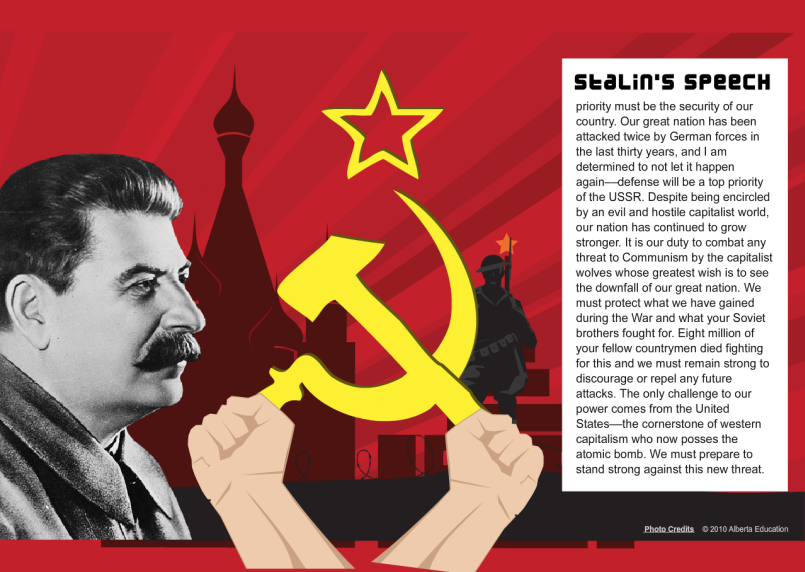 Stalin's Speech
priority must be the security of our
country. Our great nation has been
attacked twice by German forces in
the last thirty years, and I am
determined to not let it happen
again—defense will be a top priority
of the USSR. Despite being encircled
by an evil and hostile capitalist world,
our nation has continued to grow
stronger. It is our duty to combat any
threat to Communism by the capitalist
wolves whose greatest wish is to see
the downfall of our great nation. We
must protect what we have gained
during the War and what your Soviet
brothers fought for. Eight million of
your fellow countrymen died fighting
for this and we must remain strong to
discourage or repel any future
attacks. The only challenge to our
power comes from the United
States—the cornerstone of western
capitalism who now posses the
atomic bomb. We must prepare to
stand strong against this new threat.
Photo Credits © 2010 Alberta Education